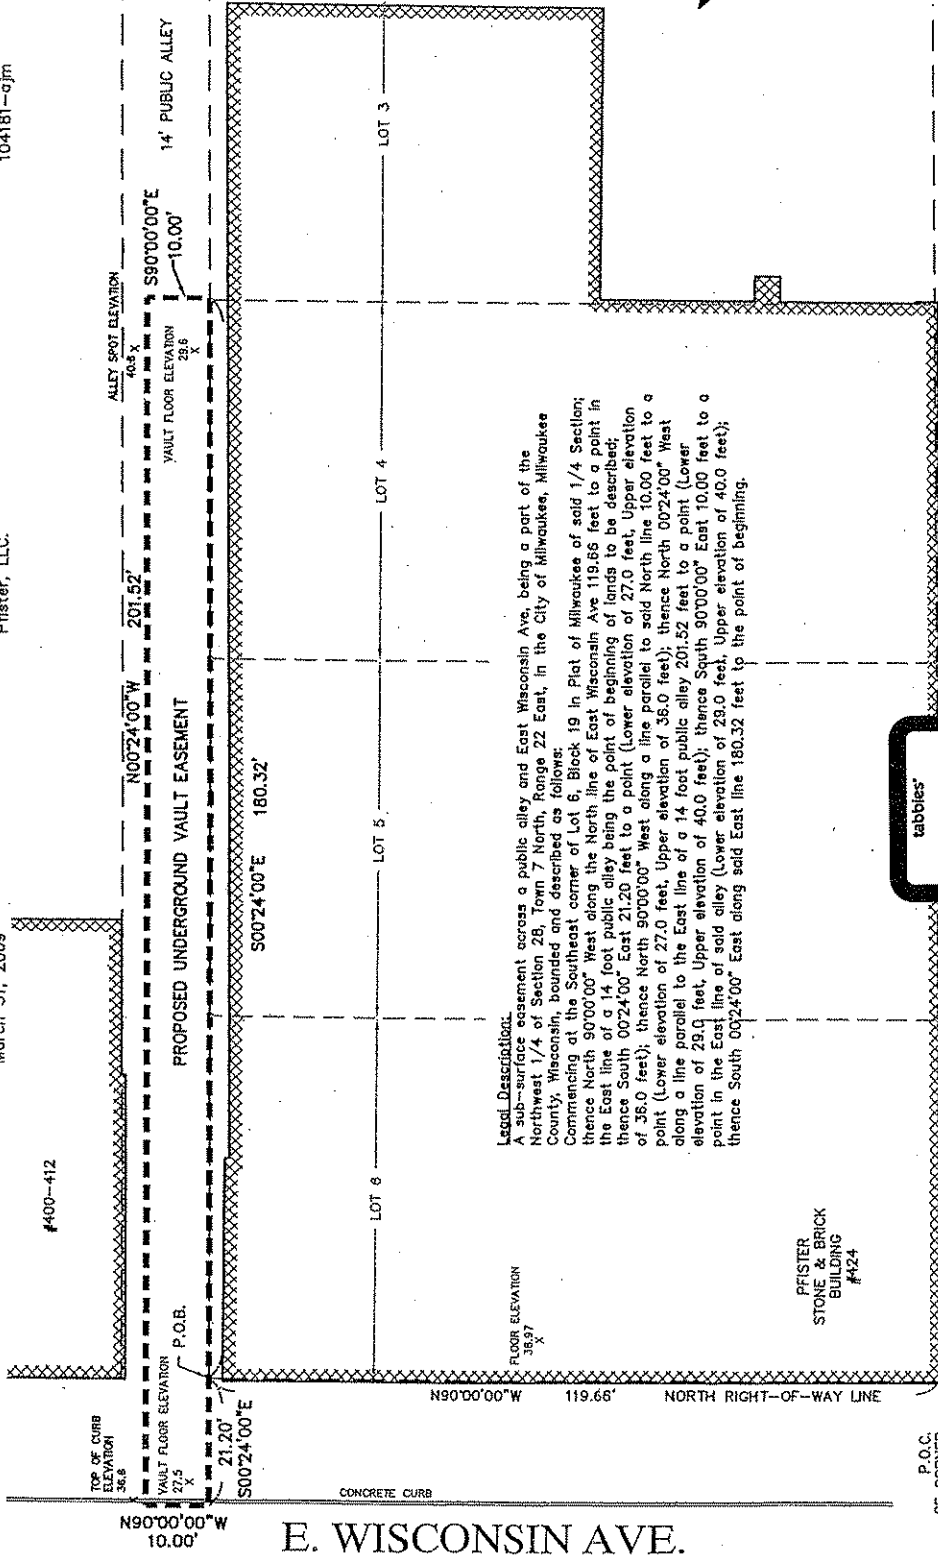 104181-ajm
Pfister, LLC.
March 31, 2009
14' PUBLIC ALLEY
S90°00'00"E
10.00'
ALLEY SPOT ELEVATION
40.6 X
VAULT FLOOR ELEVATION
29.6
X
N00°24'00"W 201.52'
PROPOSED UNDERGROUND VAULT EASEMENT
S00°24'00"E 180.32'
#400-412
LOT 3
LOT 4
LOT 5
LOT 6
P.O.B.
TOP OF CURB
ELEVATION
36.6
VAULT FLOOR ELEVATION
27.5
X
21.20'
S00°24'00"E
N90°00'00"W
10.00'
Legal Description:
A sub-surface easement across a public alley and East Wisconsin Ave, being a part of the
Northwest 1/4 of Section 28, Town 7 North, Range 22 East, in the City of Milwaukee, Milwaukee
County, Wisconsin, bounded and described as follows:
Commencing at the Southeast corner of Lot 6, Block 19 in Plat of Milwaukee of said 1/4 Section;
thence North 90°00'00" West along the North line of East Wisconsin Ave 119.66 feet to a point in
the East line of a 14 foot public alley being the point of beginning of lands to be described;
thence South 00°24'00" East 21.20 feet to a point (Lower elevation of 27.0 feet, Upper elevation
of 36.0 feet); thence North 90°00'00" West along a line parallel to said North line 10.00 feet to a
point (Lower elevation of 27.0 feet, Upper elevation of 36.0 feet); thence North 00°24'00" West
along a line parallel to the East line of a 14 foot public alley 201.52 feet to a point (Lower
elevation of 29.0 feet, Upper elevation of 40.0 feet); thence South 90°00'00" East 10.00 feet to a
point in the East line of said alley (Lower elevation of 29.0 feet, Upper elevation of 40.0 feet);
thence South 00°24'00" East along said East line 180.32 feet to the point of beginning.
FLOOR ELEVATION
38.97
X
PFISTER
STONE & BRICK
BUILDING
#424
tabbies'
N90°00'00"W 119.66' NORTH RIGHT-OF-WAY LINE
CONCRETE CURB
P.O.C.
E. WISCONSIN AVE.